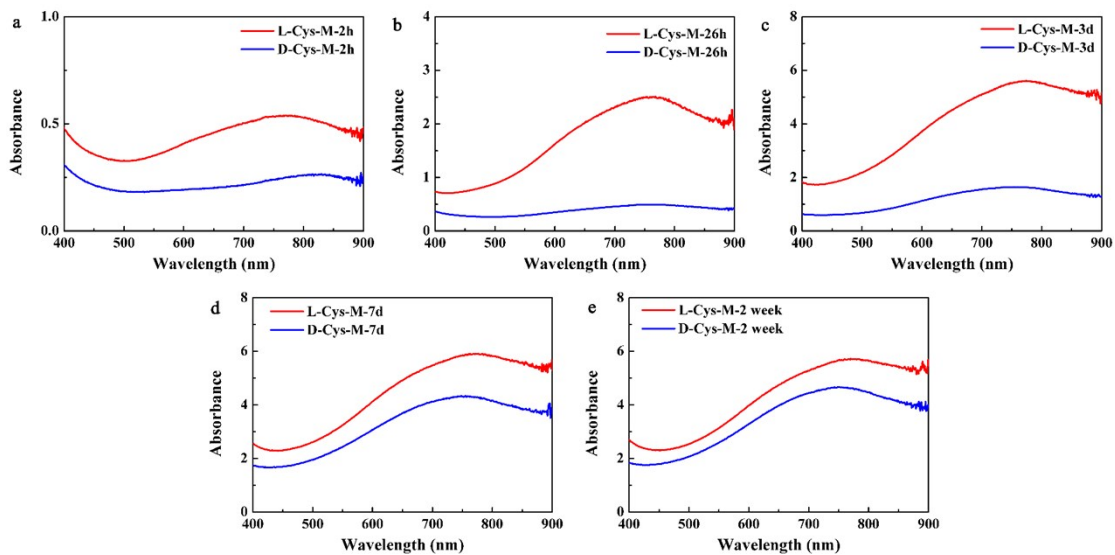 a
1.0
0.5
0.0
Absorbance
L-Cys-M-2h
D-Cys-M-2h
400 500 600 700 800 900
Wavelength (nm)
b
4
3
2
1
0
Absorbance
L-Cys-M-26h
D-Cys-M-26h
400 500 600 700 800 900
Wavelength (nm)
c
8
6
4
2
0
Absorbance
L-Cys-M-3d
D-Cys-M-3d
400 500 600 700 800 900
Wavelength (nm)
d
8
6
4
2
0
Absorbance
L-Cys-M-7d
D-Cys-M-7d
400 500 600 700 800 900
Wavelength (nm)
e
8
6
4
2
0
Absorbance
L-Cys-M-2 week
D-Cys-M-2 week
400 500 600 700 800 900
Wavelength (nm)